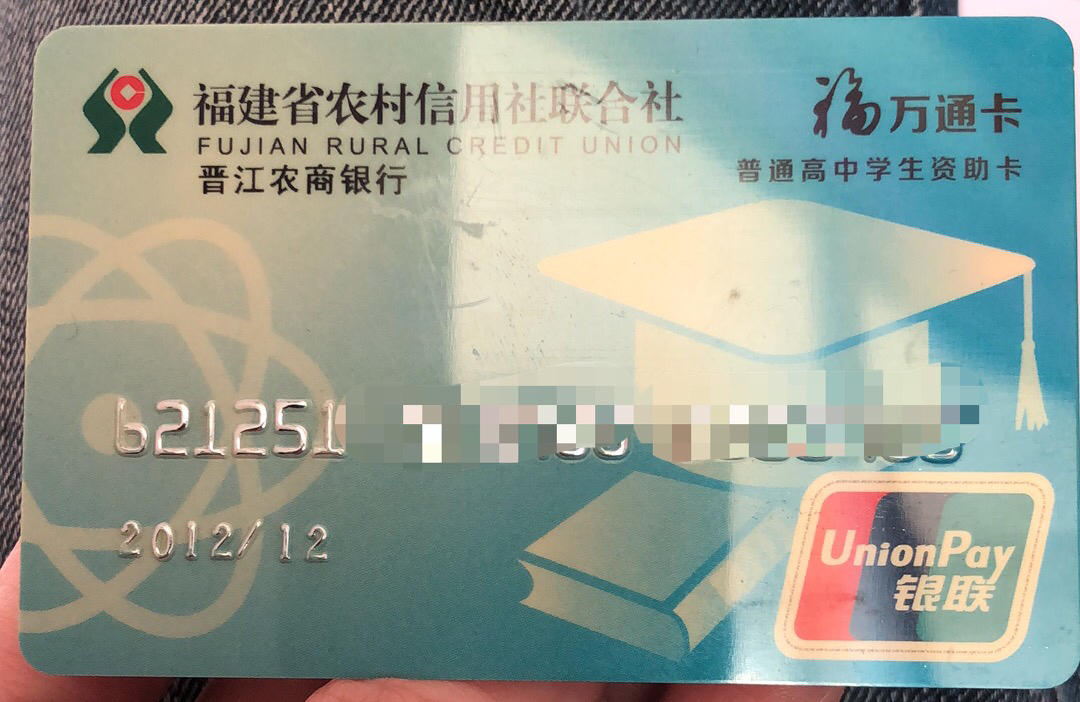 福建省农村信用社联合社
FUJIAN RURAL CREDIT UNION
晋江农商银行
福万通卡
普通高中学生资助卡
621251
2012/12
UnionPay
银联